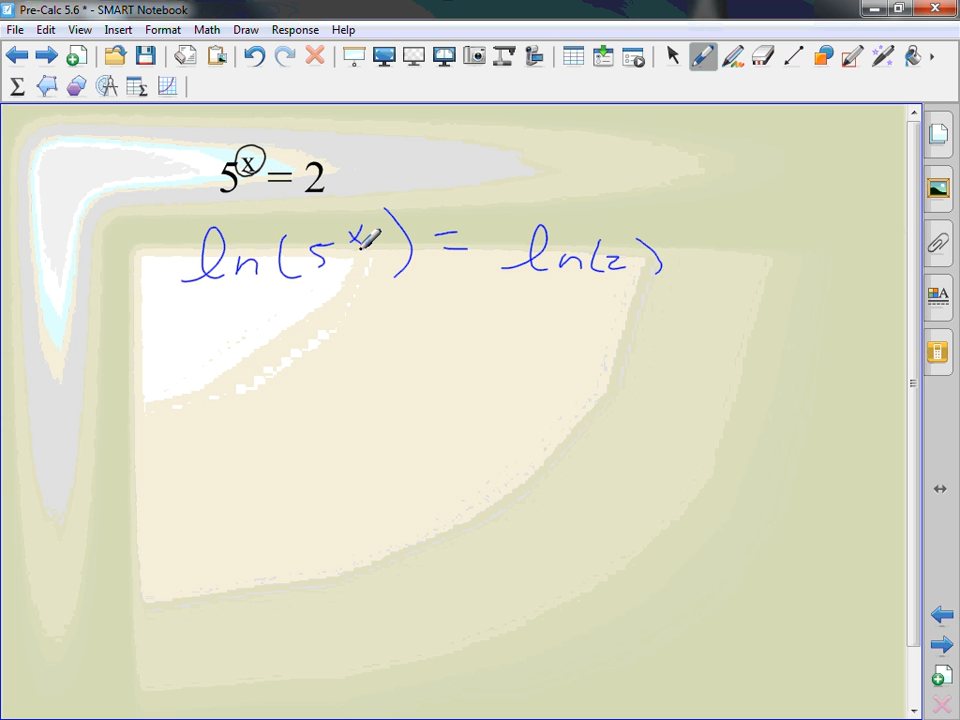 Pre-Calc 5.6 * - SMART Notebook
File Edit View Insert Format Math Draw Response Help
5^x = 2
ln(5^x) = ln(2)